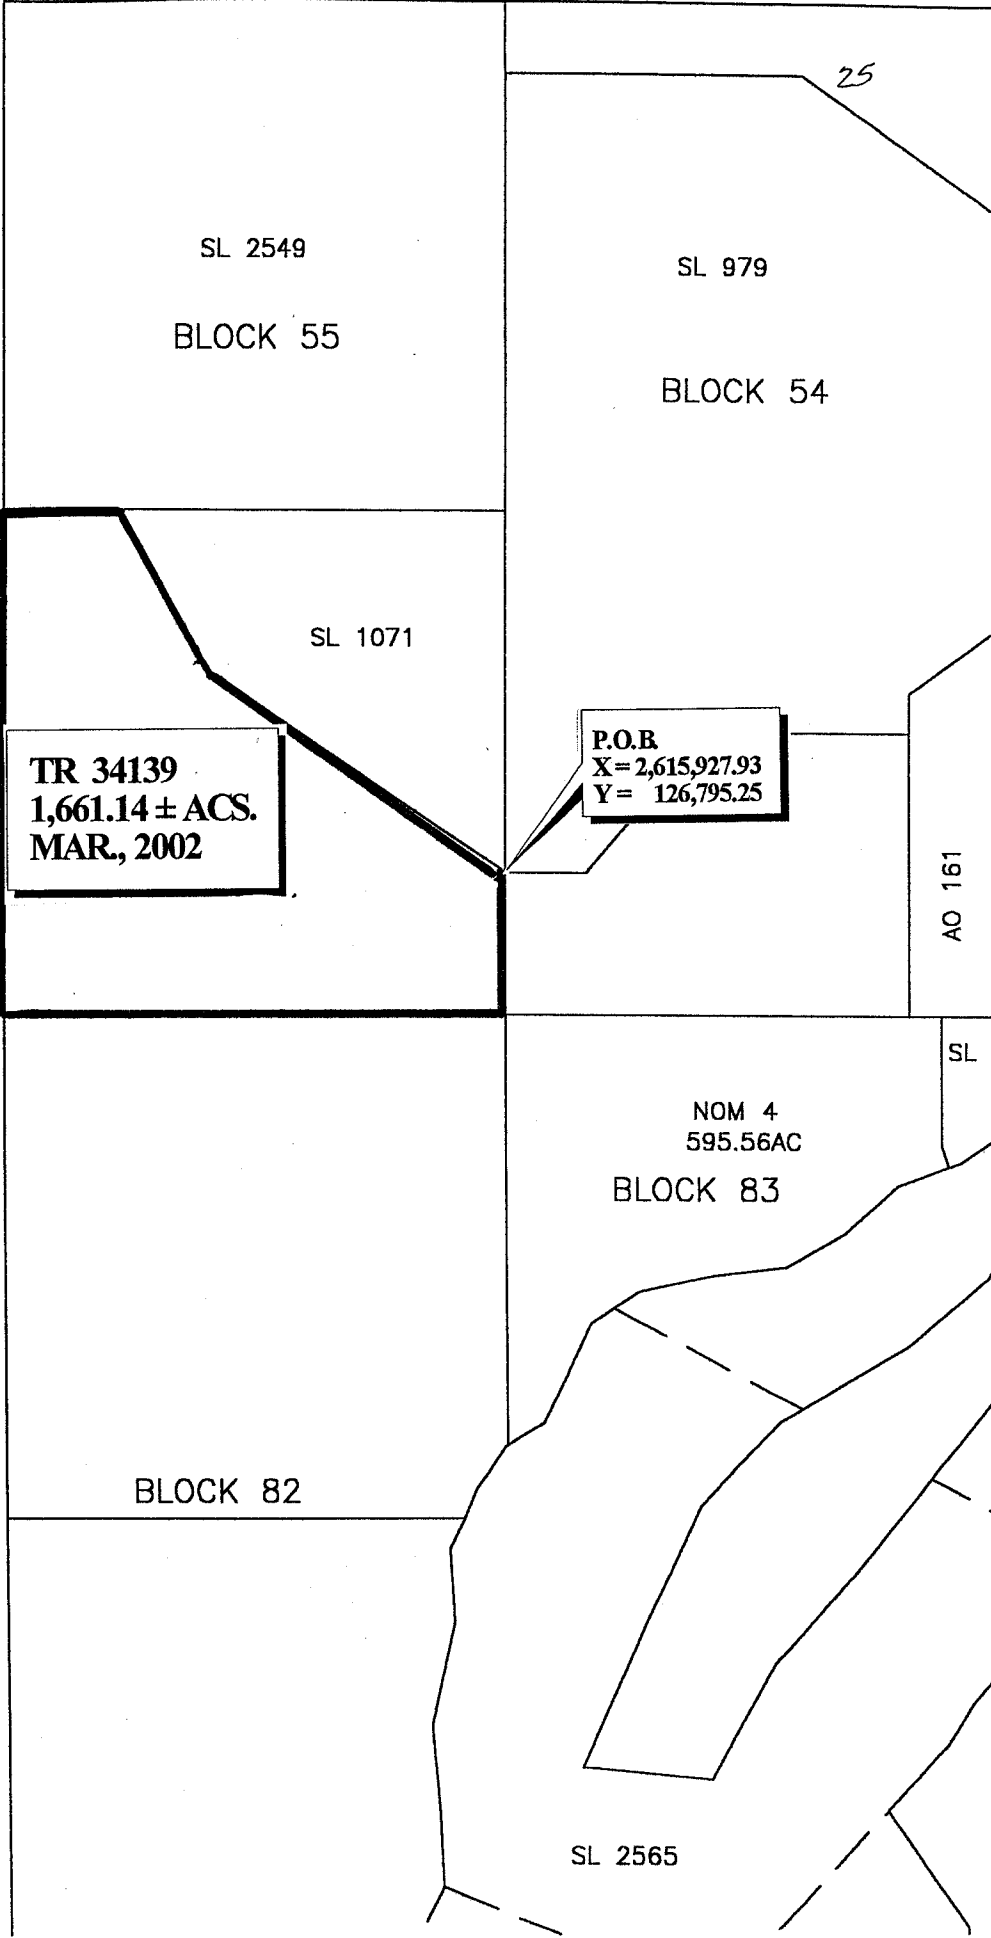 25
SL 2549
SL 979
BLOCK 55
BLOCK 54
SL 1071
P.O.B.
X = 2,615,927.93
Y = 126,795.25
TR 34139
1,661.14 ± ACS.
MAR., 2002
AO 161
SL
NOM 4
595.56AC
BLOCK 83
BLOCK 82
SL 2565